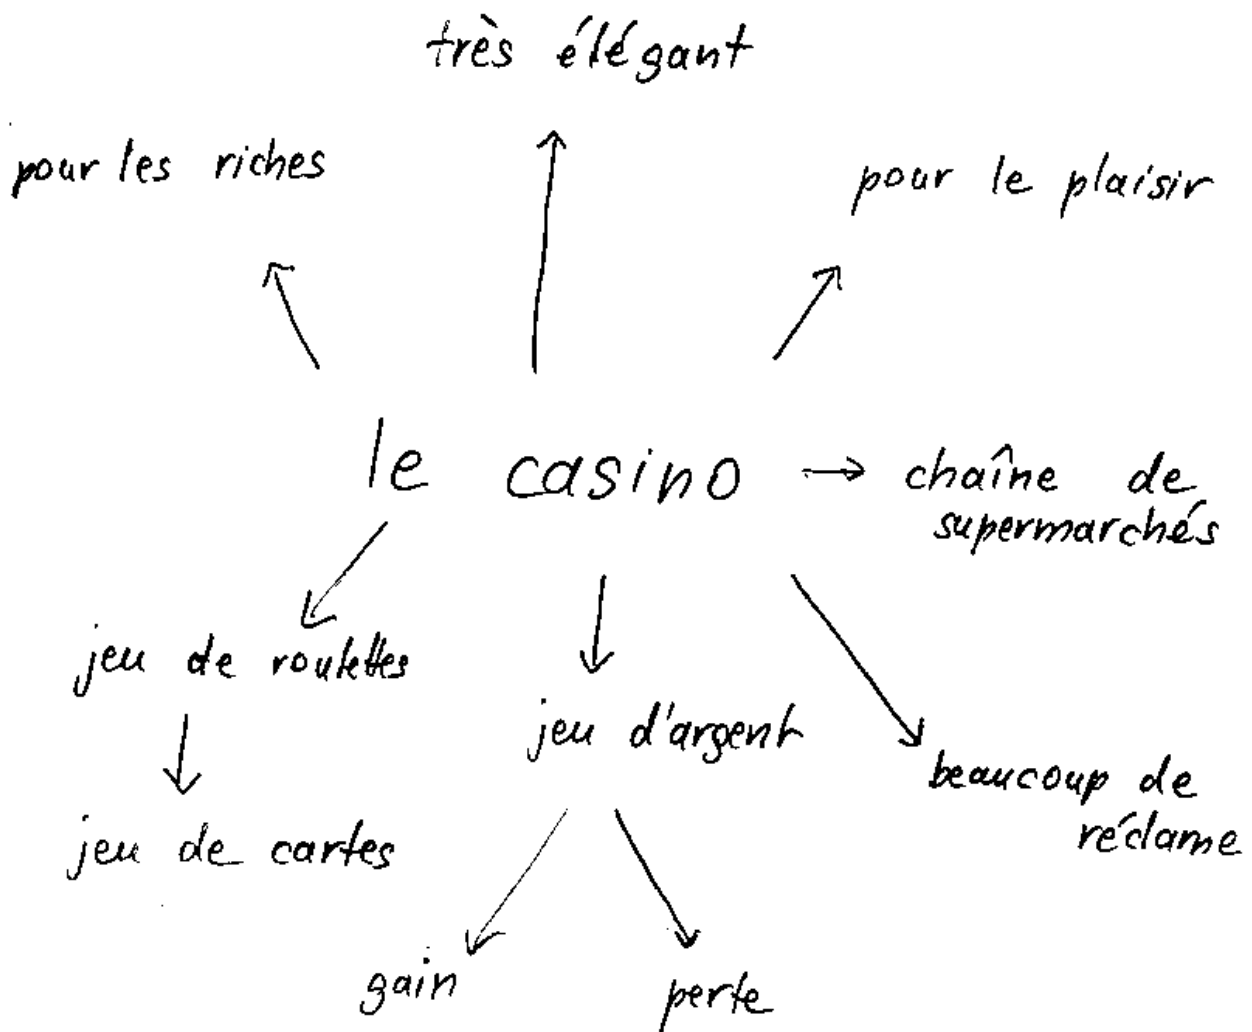 très élégant
pour les riches
pour le plaisir
le casino
chaîne de
supermarchés
jeu de roulettes
jeu d'argent
beaucoup de
réclame
jeu de cartes
gain
perte